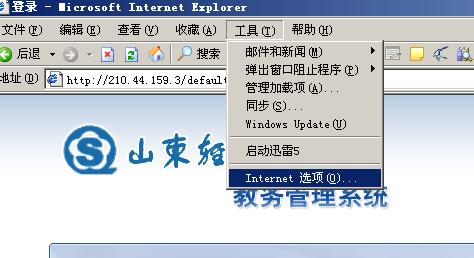 登录 - Microsoft Internet Explorer
文件(F) 编辑(E) 查看(V) 收藏(A) 工具(T) 帮助(H)
后退 搜索
地址(D) http://210.44.159.3/default
邮件和新闻(M)
弹出窗口阻止程序(P)
管理加载项(A)...
同步(S)...
Windows Update(U)
启动迅雷5
Internet 选项(O)...
山東經
教务管理系统